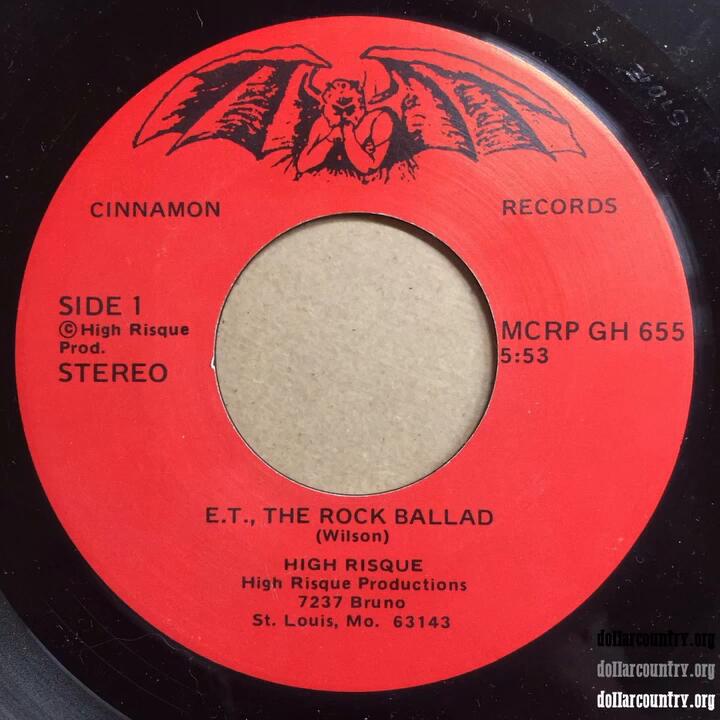 CINNAMON RECORDS
SIDE 1
©High Risque
Prod.
STEREO
MCRP GH 655
5:53
E.T., THE ROCK BALLAD
(Wilson)
HIGH RISQUE
High Risque Productions
7237 Bruno
St. Louis, Mo. 63143
dollarcountry.org
dollarcountry.org
dollarcountry.org